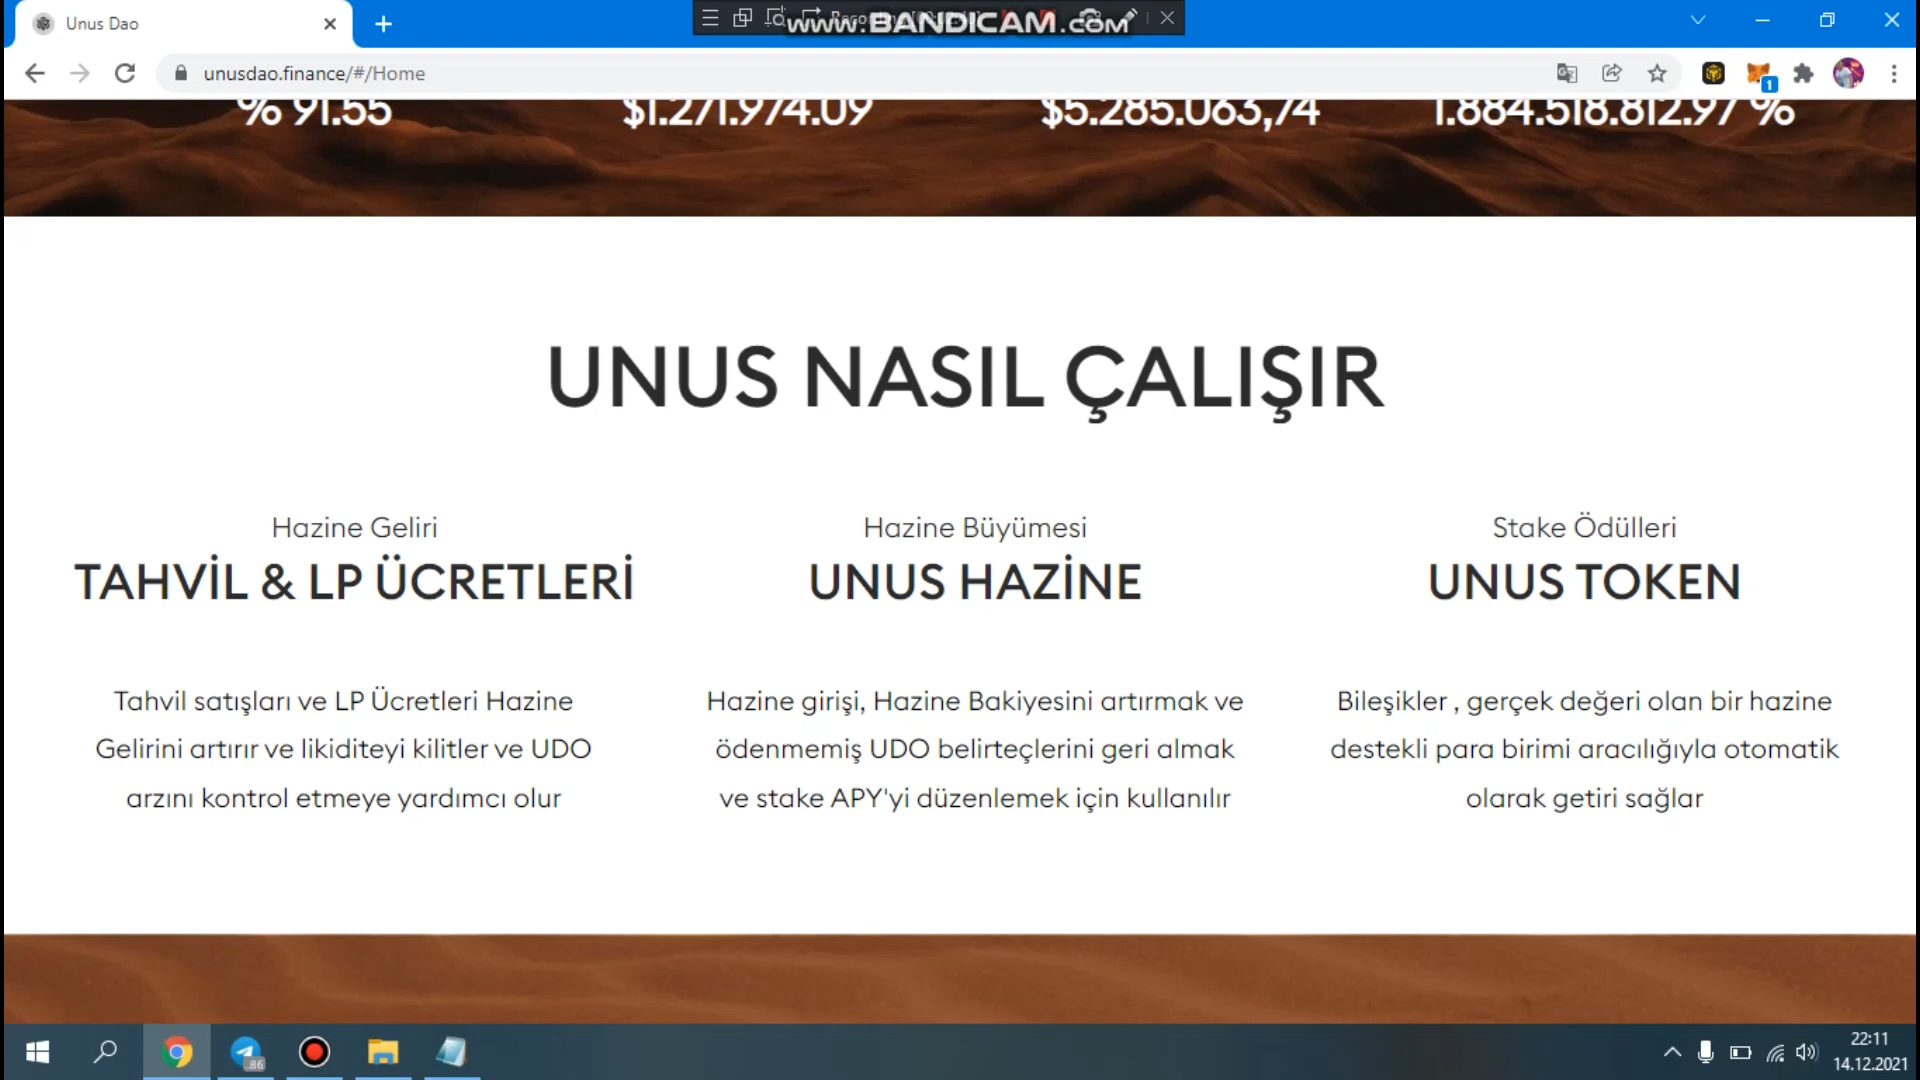 Unus Dao
www.BANDICAM.com
unusdao.finance/#/Home
1
% 91.55
$1.271.974.09
$5.285.063,74
1.884.518.812.97 %
UNUS NASIL ÇALIŞIR
Hazine Geliri
TAHVİL & LP ÜCRETLERİ
Tahvil satışları ve LP Ücretleri Hazine
Gelirini artırır ve likiditeyi kilitler ve UDO
arzını kontrol etmeye yardımcı olur
Hazine Büyümesi
UNUS HAZİNE
Hazine girişi, Hazine Bakiyesini artırmak ve
ödenmemiş UDO belirteçlerini geri almak
ve stake APY'yi düzenlemek için kullanılır
Stake Ödülleri
UNUS TOKEN
Bileşikler , gerçek değeri olan bir hazine
destekli para birimi aracılığıyla otomatik
olarak getiri sağlar
.86
22:11
14.12.2021